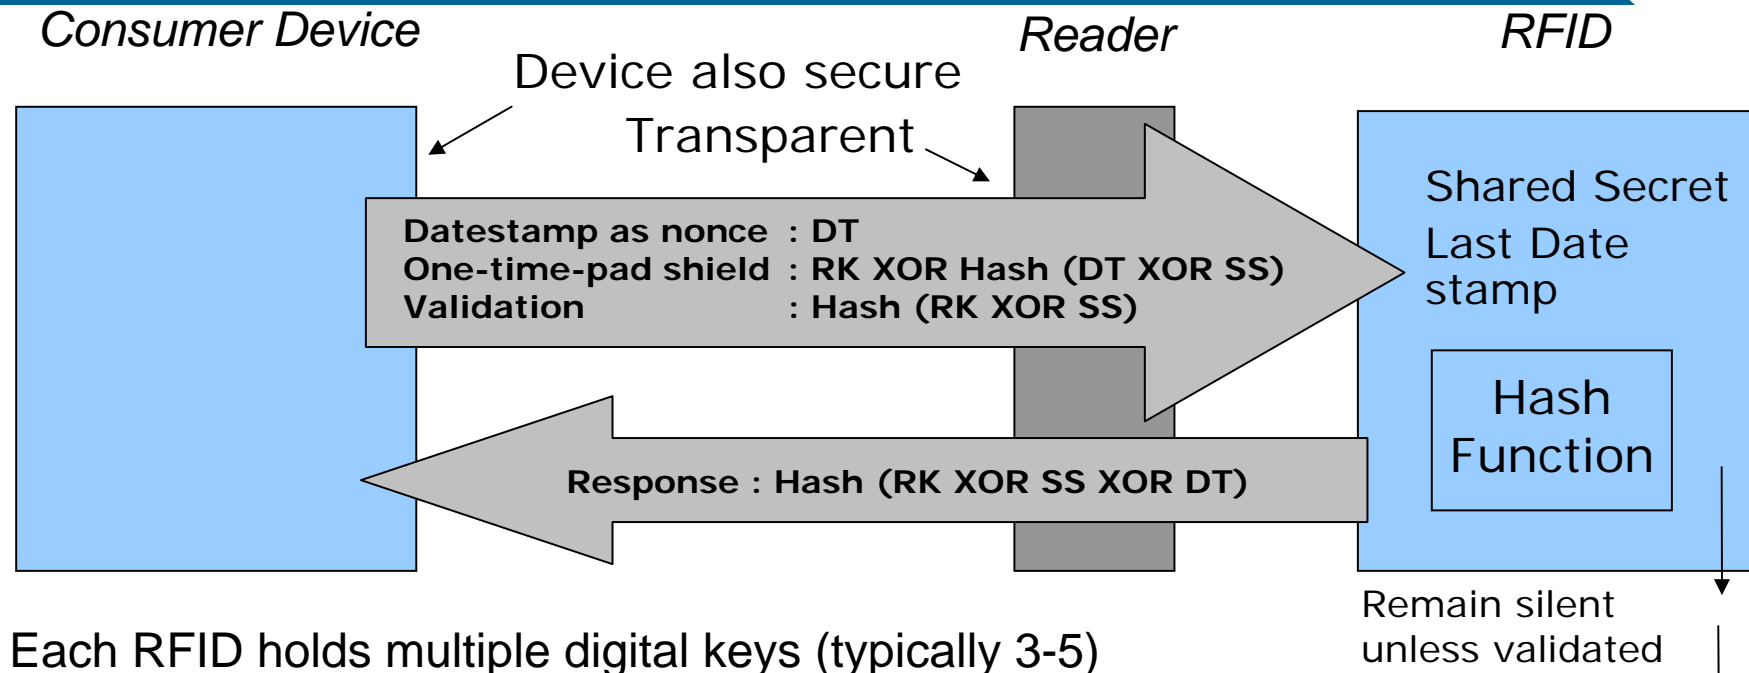 Consumer Device
Reader
RFID
Device also secure
Transparent
Datestamp as nonce : DT
One-time-pad shield : RK XOR Hash (DT XOR SS)
Validation : Hash (RK XOR SS)
Shared Secret
Last Date
stamp
Hash
Function
Response : Hash (RK XOR SS XOR DT)
Remain silent
unless validated
Each RFID holds multiple digital keys (typically 3-5)